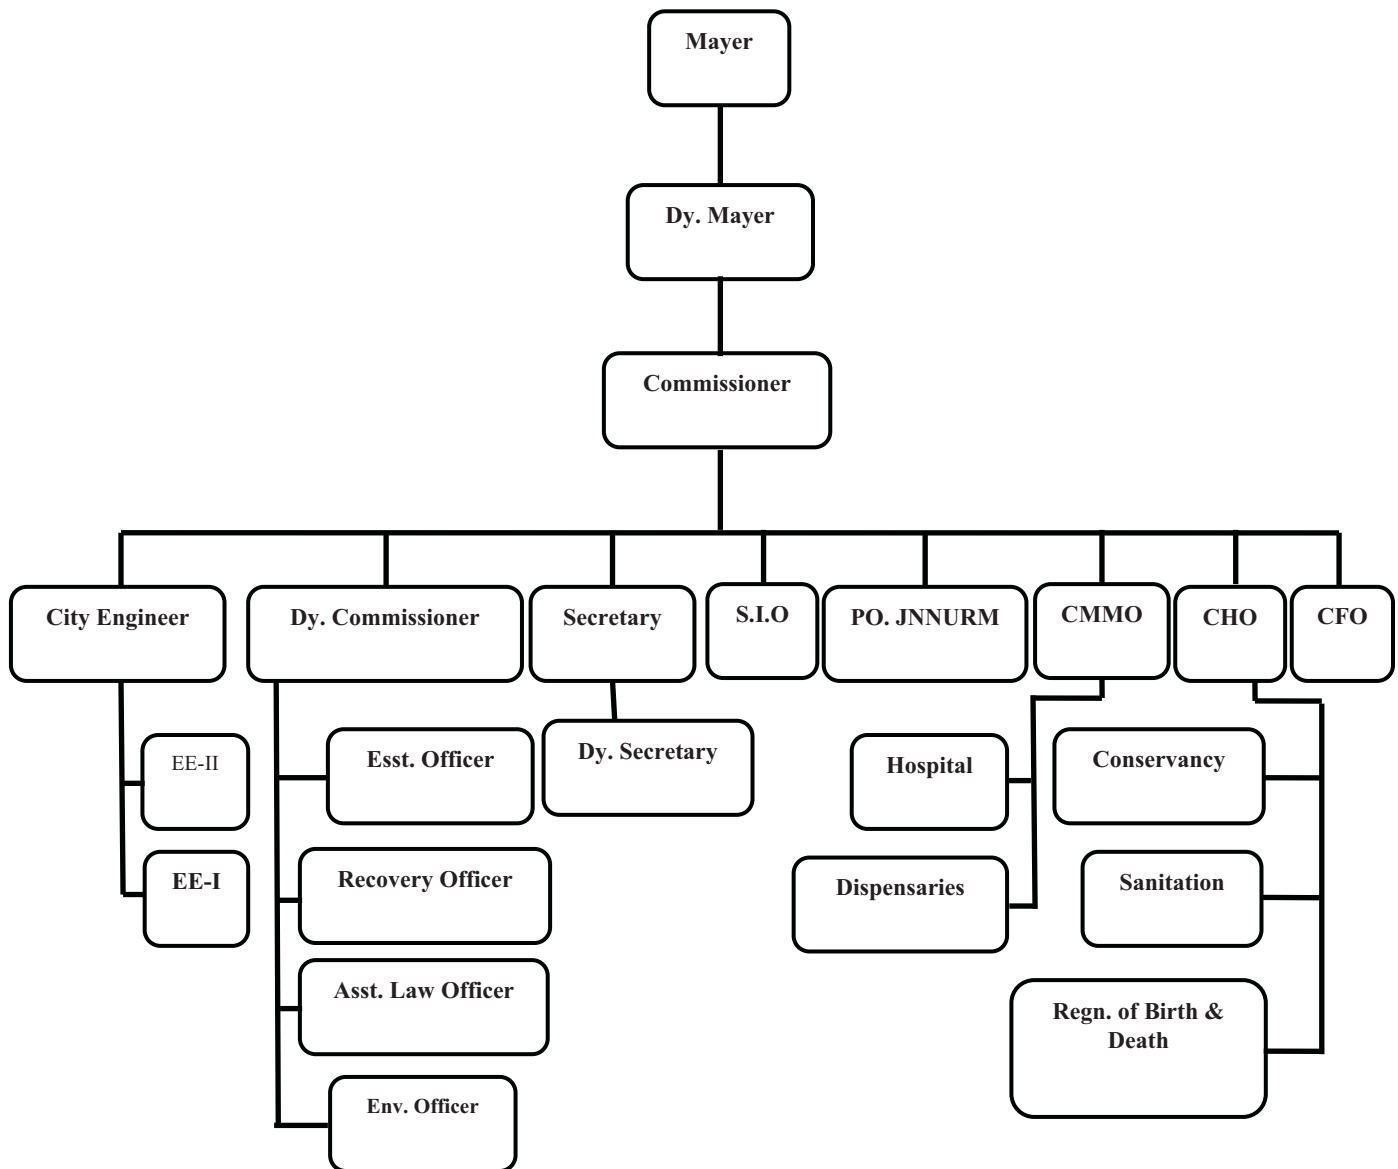 Mayer
Dy. Mayer
Commissioner
City Engineer
Dy. Commissioner
Secretary
S.I.O
PO. JNNURM
CMMO
CHO
CFO
EE-II
EE-I
Esst. Officer
Recovery Officer
Asst. Law Officer
Env. Officer
Dy. Secretary
Hospital
Dispensaries
Conservancy
Sanitation
Regn. of Birth &
Death